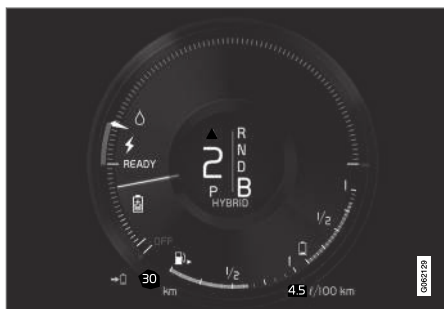 R
N
D
2 B
P
HYBRID
READY
OFF
1
1/2
1/2
1
30 km
4.5 ℓ/100 km
G062129